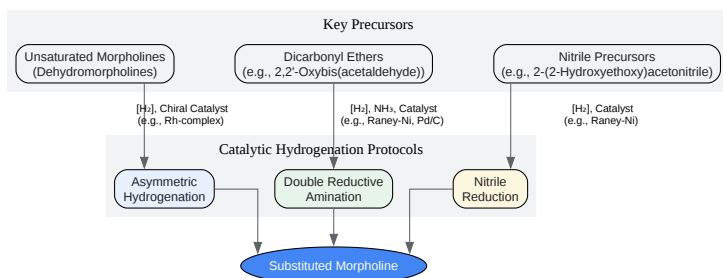 Key Precursors
Unsaturated Morpholines
(Dehydromorpholines)
Dicarbonyl Ethers
(e.g., 2,2'-Oxybis(acetaldehyde))
Nitrile Precursors
(e.g., 2-(2-Hydroxyethoxy)acetonitrile)
[H₂], Chiral Catalyst
(e.g., Rh-complex)
[H₂], NH₃, Catalyst
(e.g., Raney-Ni, Pd/C)
[H₂], Catalyst
(e.g., Raney-Ni)
Catalytic Hydrogenation Protocols
Asymmetric
Hydrogenation
Double Reductive
Amination
Nitrile
Reduction
Substituted Morpholine